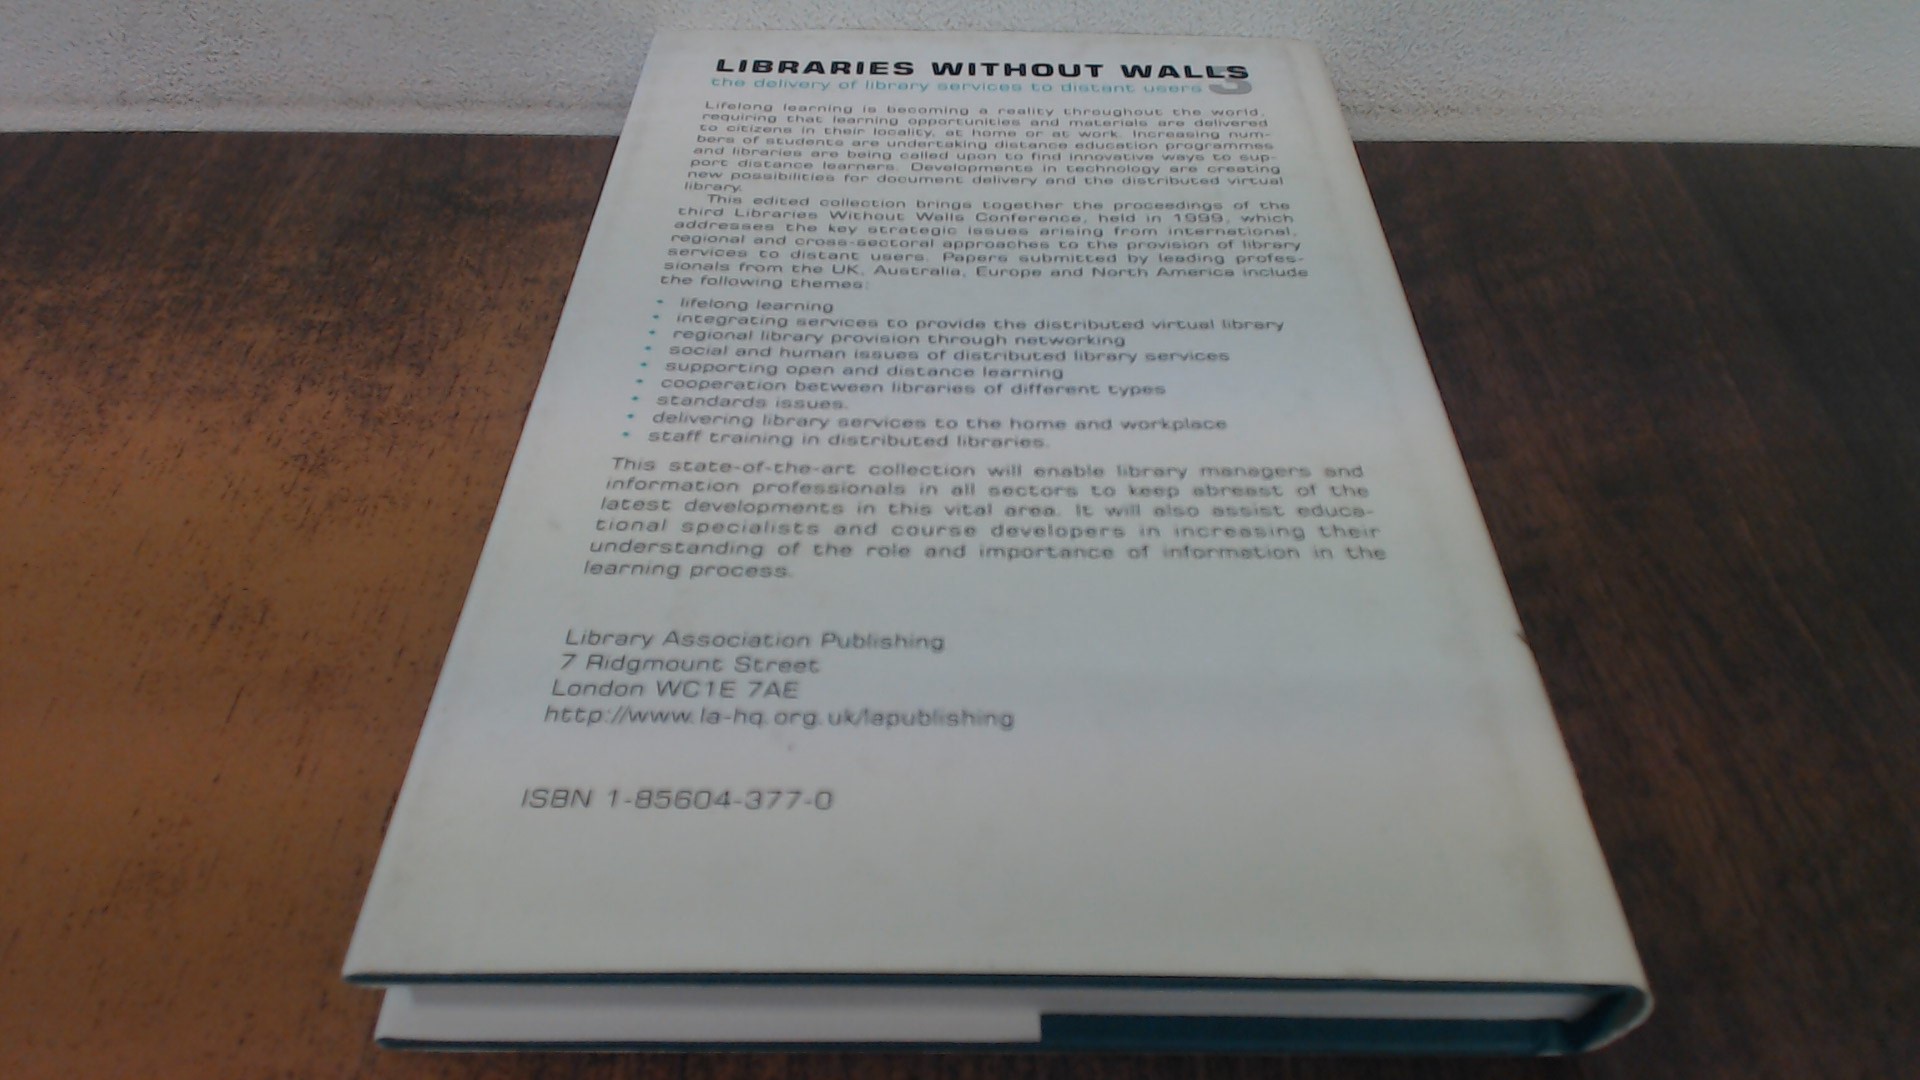 LIBRARIES WITHOUT WALLS 3
the delivery of library services to distant users
Lifelong learning is becoming a reality throughout the world,
requiring that learning opportunities and materials are delivered
to citizens in their locality, at home or at work. Increasing num-
bers of students are undertaking distance education programmes
and libraries are being called upon to find innovative ways to sup-
port distance learners. Developments in technology are creating
new possibilities for document delivery and the distributed virtual
library.
This edited collection brings together the proceedings of the
third Libraries Without Walls Conference, held in 1999, which
addresses the key strategic issues arising from international,
regional and cross-sectoral approaches to the provision of library
services to distant users. Papers submitted by leading profes-
sionals from the UK, Australia, Europe and North America include
the following themes:
• lifelong learning
• integrating services to provide the distributed virtual library
• regional library provision through networking
• social and human issues of distributed library services
• supporting open and distance learning
• cooperation between libraries of different types
• standards issues.
• delivering library services to the home and workplace
• staff training in distributed libraries.
This state-of-the-art collection will enable library managers and
information professionals in all sectors to keep abreast of the
latest developments in this vital area. It will also assist educa-
tional specialists and course developers in increasing their
understanding of the role and importance of information in the
learning process.
Library Association Publishing
7 Ridgmount Street
London WC1E 7AE
http://www.la-hq.org.uk/lapublishing
ISBN 1-85604-377-0